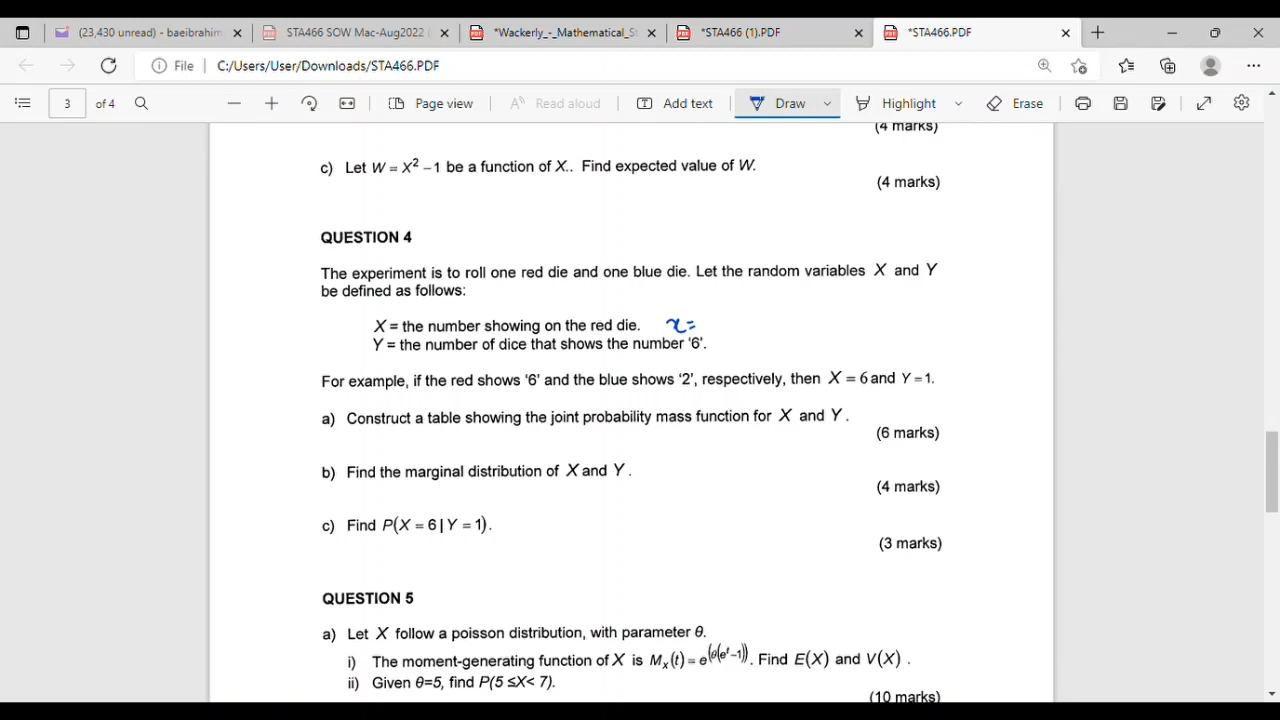 (23,430 unread) - baeibrahim
STA466 SOW Mac-Aug2022 (
*Wackerly_-_Mathematical_S
*STA466 (1).PDF
*STA466.PDF
File C:/Users/User/Downloads/STA466.PDF
3 of 4 Page view Read aloud Add text Draw Highlight Erase
(4 marks)
c) Let W = X² – 1 be a function of X.. Find expected value of W.
(4 marks)
QUESTION 4
The experiment is to roll one red die and one blue die. Let the random variables X and Y
be defined as follows:
X = the number showing on the red die. x=
Y = the number of dice that shows the number '6'.
For example, if the red shows '6' and the blue shows '2', respectively, then X = 6 and Y = 1.
a) Construct a table showing the joint probability mass function for X and Y.
(6 marks)
b) Find the marginal distribution of X and Y.
(4 marks)
c) Find P(X = 6 | Y = 1).
(3 marks)
QUESTION 5
a) Let X follow a poisson distribution, with parameter θ.
i) The moment-generating function of X is Mₓ(t) = e^(θ(e^t –1)). Find E(X) and V(X).
ii) Given θ=5, find P(5 ≤X< 7).
(10 marks)